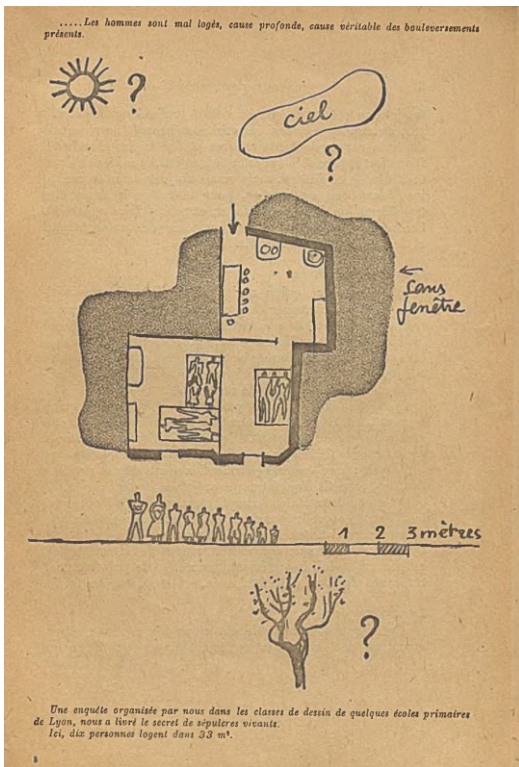 .....Les hommes sont mal logés, cause profonde, cause véritable des bouleversements
présents.
?
ciel
?
← sans
fenêtre
1 2 3 mètres
?
Une enquête organisée par nous dans les classes de dessin de quelques écoles primaires
de Lyon, nous a livré le secret de sépulcres vivants.
Ici, dix personnes logent dans 33 m².
8